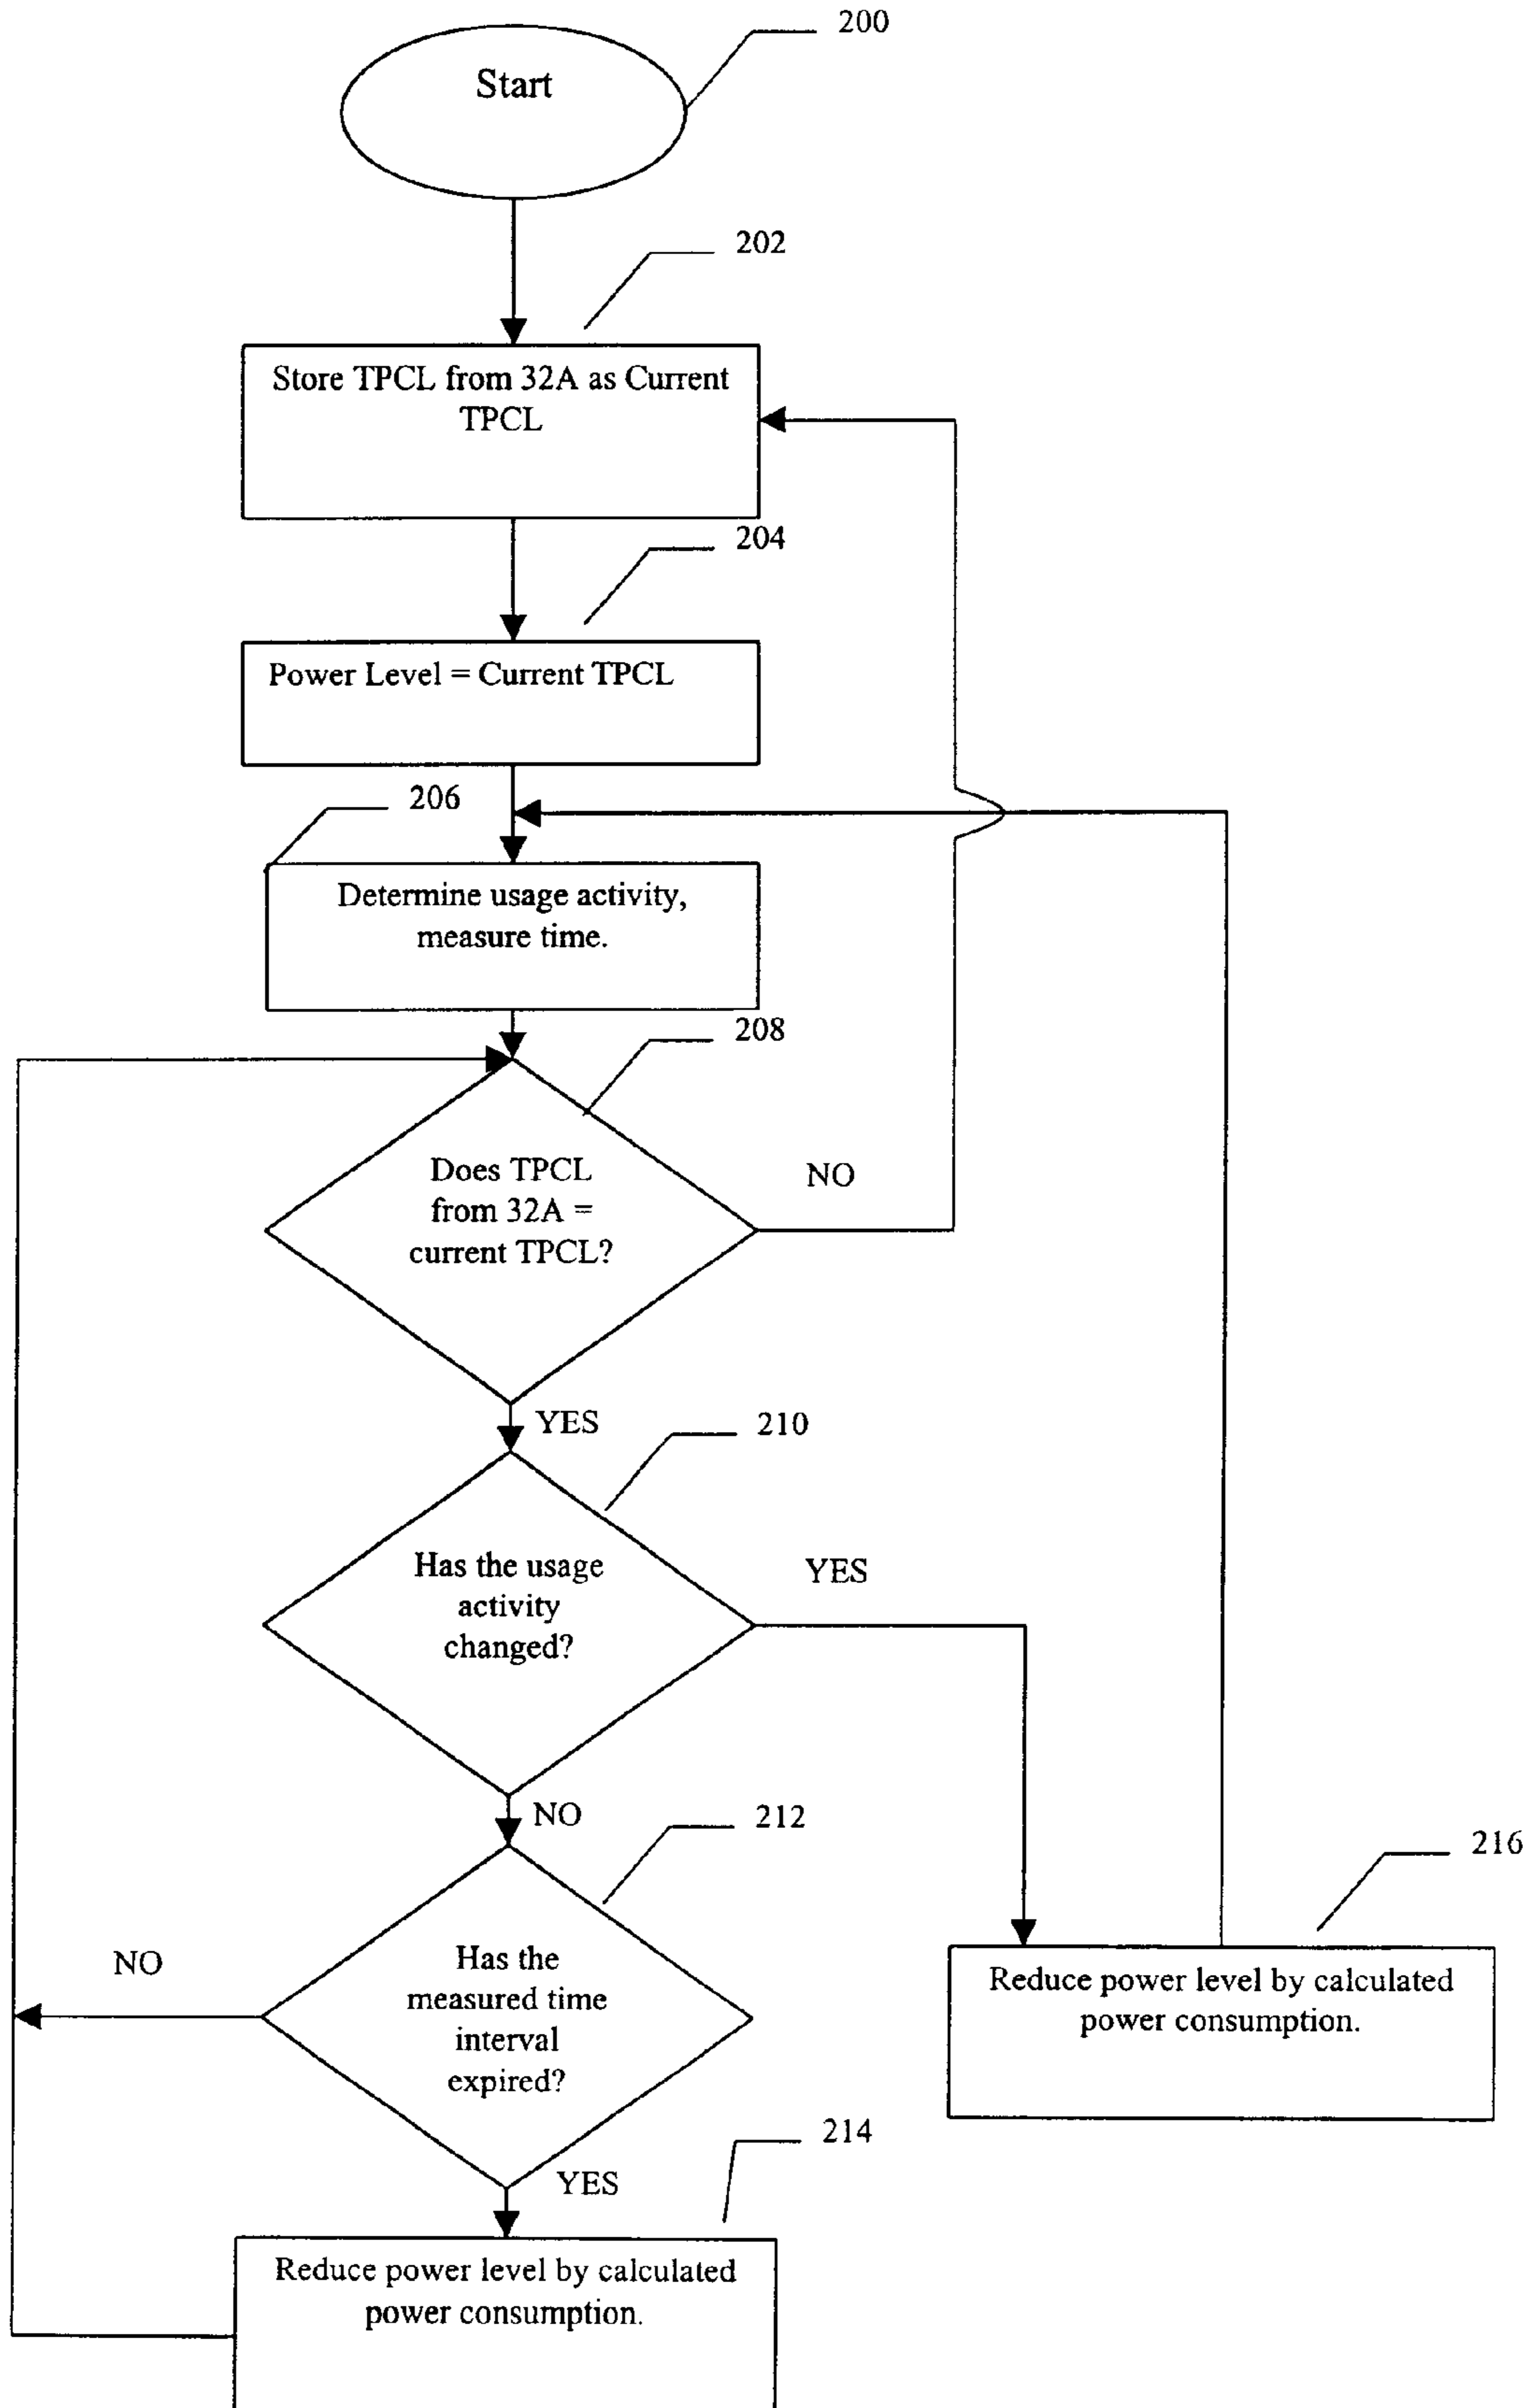 200
Start
202
Store TPCL from 32A as Current
TPCL
204
Power Level = Current TPCL
206
Determine usage activity,
measure time.
208
Does TPCL
from 32A =
current TPCL?
NO
YES
210
Has the usage
activity
changed?
YES
NO
212
216
Has the
measured time
interval
expired?
NO
Reduce power level by calculated
power consumption.
214
YES
Reduce power level by calculated
power consumption.